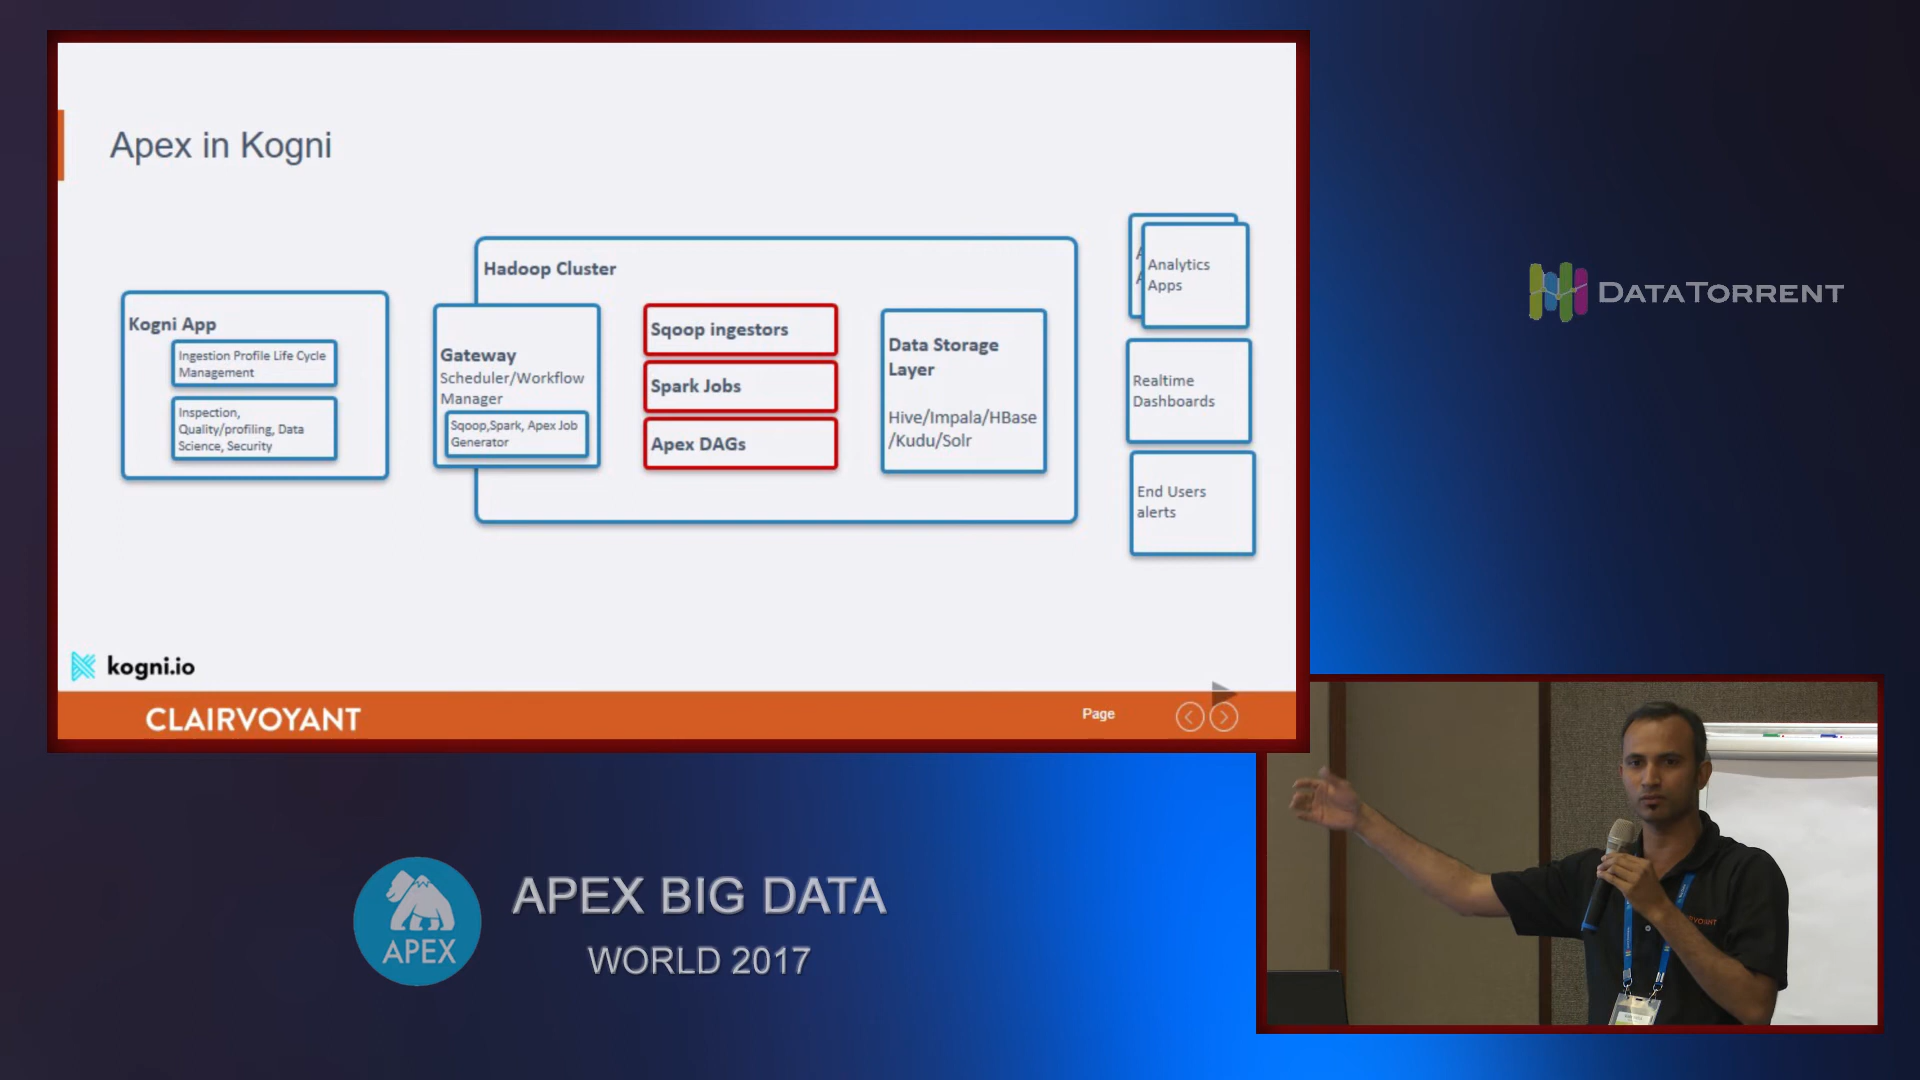 Apex in Kogni
Kogni App
Ingestion Profile Life Cycle
Management
Inspection,
Quality/profiling, Data
Science, Security
Hadoop Cluster
Gateway
Scheduler/Workflow
Manager
Sqoop,Spark, Apex Job
Generator
Sqoop ingestors
Spark Jobs
Apex DAGs
Data Storage
Layer
Hive/Impala/HBase
/Kudu/Solr
Analytics
Apps
Realtime
Dashboards
End Users
alerts
kogni.io
CLAIRVOYANT
Page
DATATORRENT
APEX
APEX BIG DATA
WORLD 2017